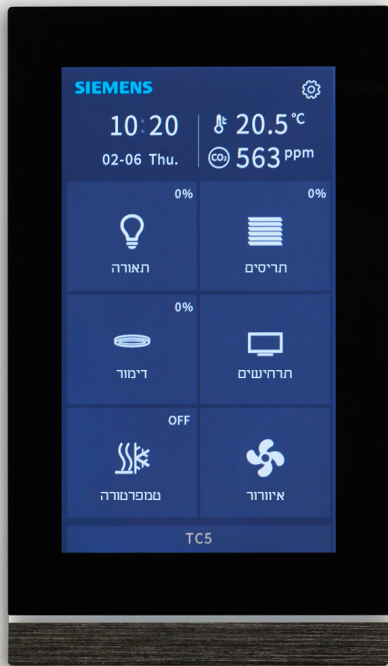 SIEMENS
10:20
20.5°C
02-06 Thu.
CO₂ 563 ppm
0%
0%
תאורה
תריסים
0%
דימור
תרחישים
OFF
טמפרטורה
איוורור
TC5